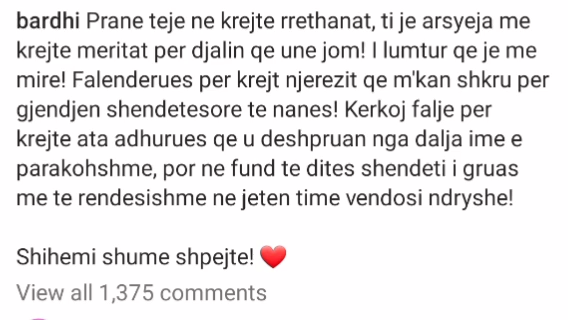 bardhi Prane teje ne krejte rrethanat, ti je arsyeja me
krejte meritat per djalin qe une jom! I lumtur qe je me
mire! Falenderues per krejt njerezit qe m'kan shkru per
gjendjen shendetesore te nanes! Kerkoj falje per
krejte ata adhurues qe u deshpruan nga dalja ime e
parakohshme, por ne fund te dites shendeti i gruas
me te rendesishme ne jeten time vendosi ndryshe!
Shihemi shume shpejte! ❤️
View all 1,375 comments